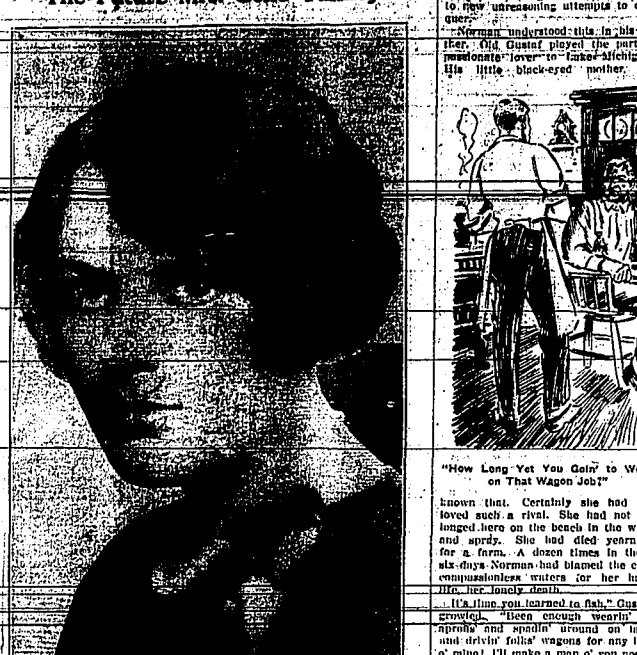 The Future Mrs.
to new unreasoning attempts to
quer.
Norman understood this in his
ther. Old Gustaf played the part
passionate lover to Lake Michig
His little black-eyed mother,
"How Long Yet You Goin' to W
on That Wagon Job?"
known that. Certainly she had
loved such a rival. She had not
longed here on the beach in the w
and spray. She had died yearn
for a farm. A dozen times in the
six days Norman had blamed the c
compassionless waters for her
life, her lonely death.
"It's time you learned to fish," Gus
growled. "Been enough wearin'
aprons and spadin' around on
and drivin' folks' wagons for any
o' mine! I'll make a man o' you